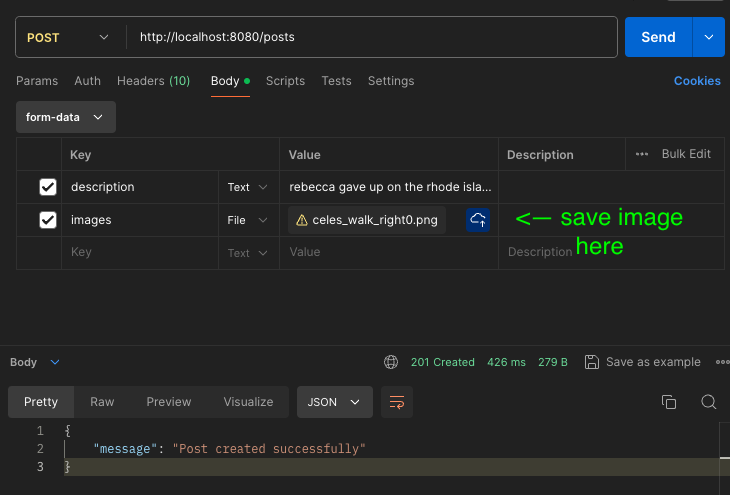 POST http://localhost:8080/posts Send
Params Auth Headers (10) Body Scripts Tests Settings Cookies
form-data
Key Value Description ••• Bulk Edit
description Text rebecca gave up on the rhode isla...
images File celes_walk_right0.png <— save image
here
Key Text Value Description
Body 201 Created 426 ms 279 B Save as example •••
Pretty Raw Preview Visualize JSON
1 {
2 "message": "Post created successfully"
3 }